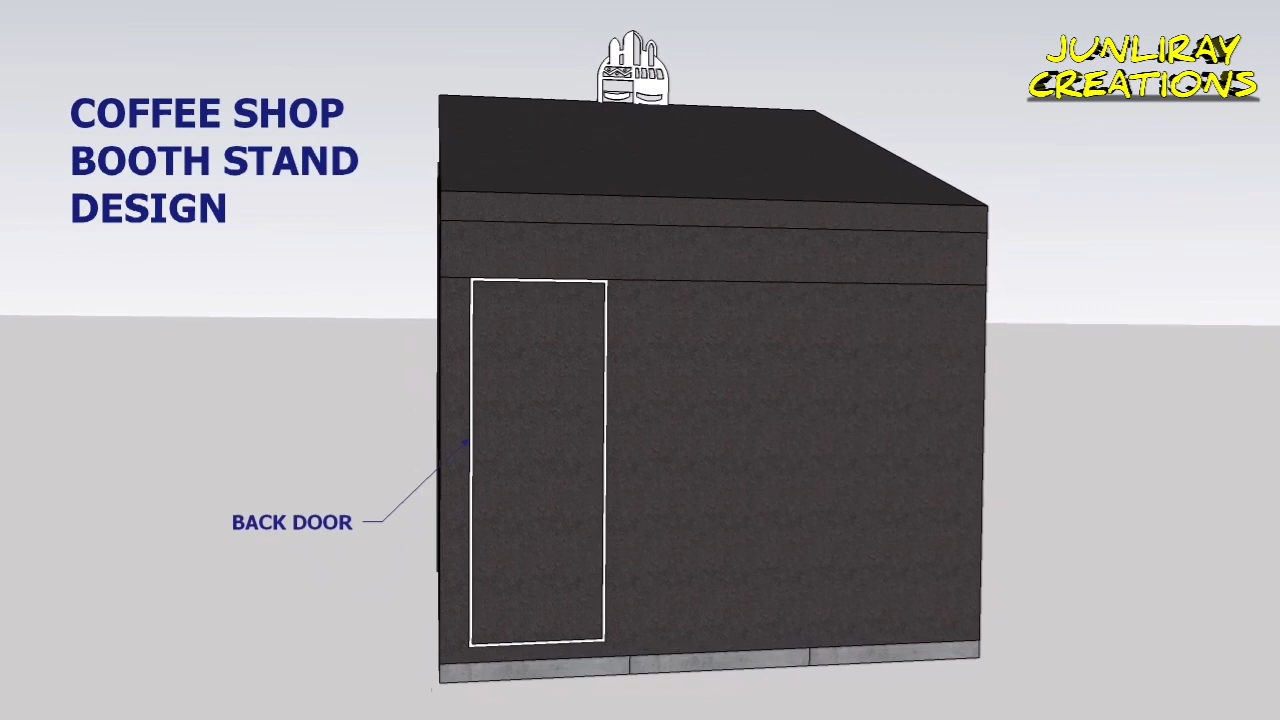 COFFEE SHOP
BOOTH STAND
DESIGN
JUNLIRAY
CREATIONS
BACK DOOR